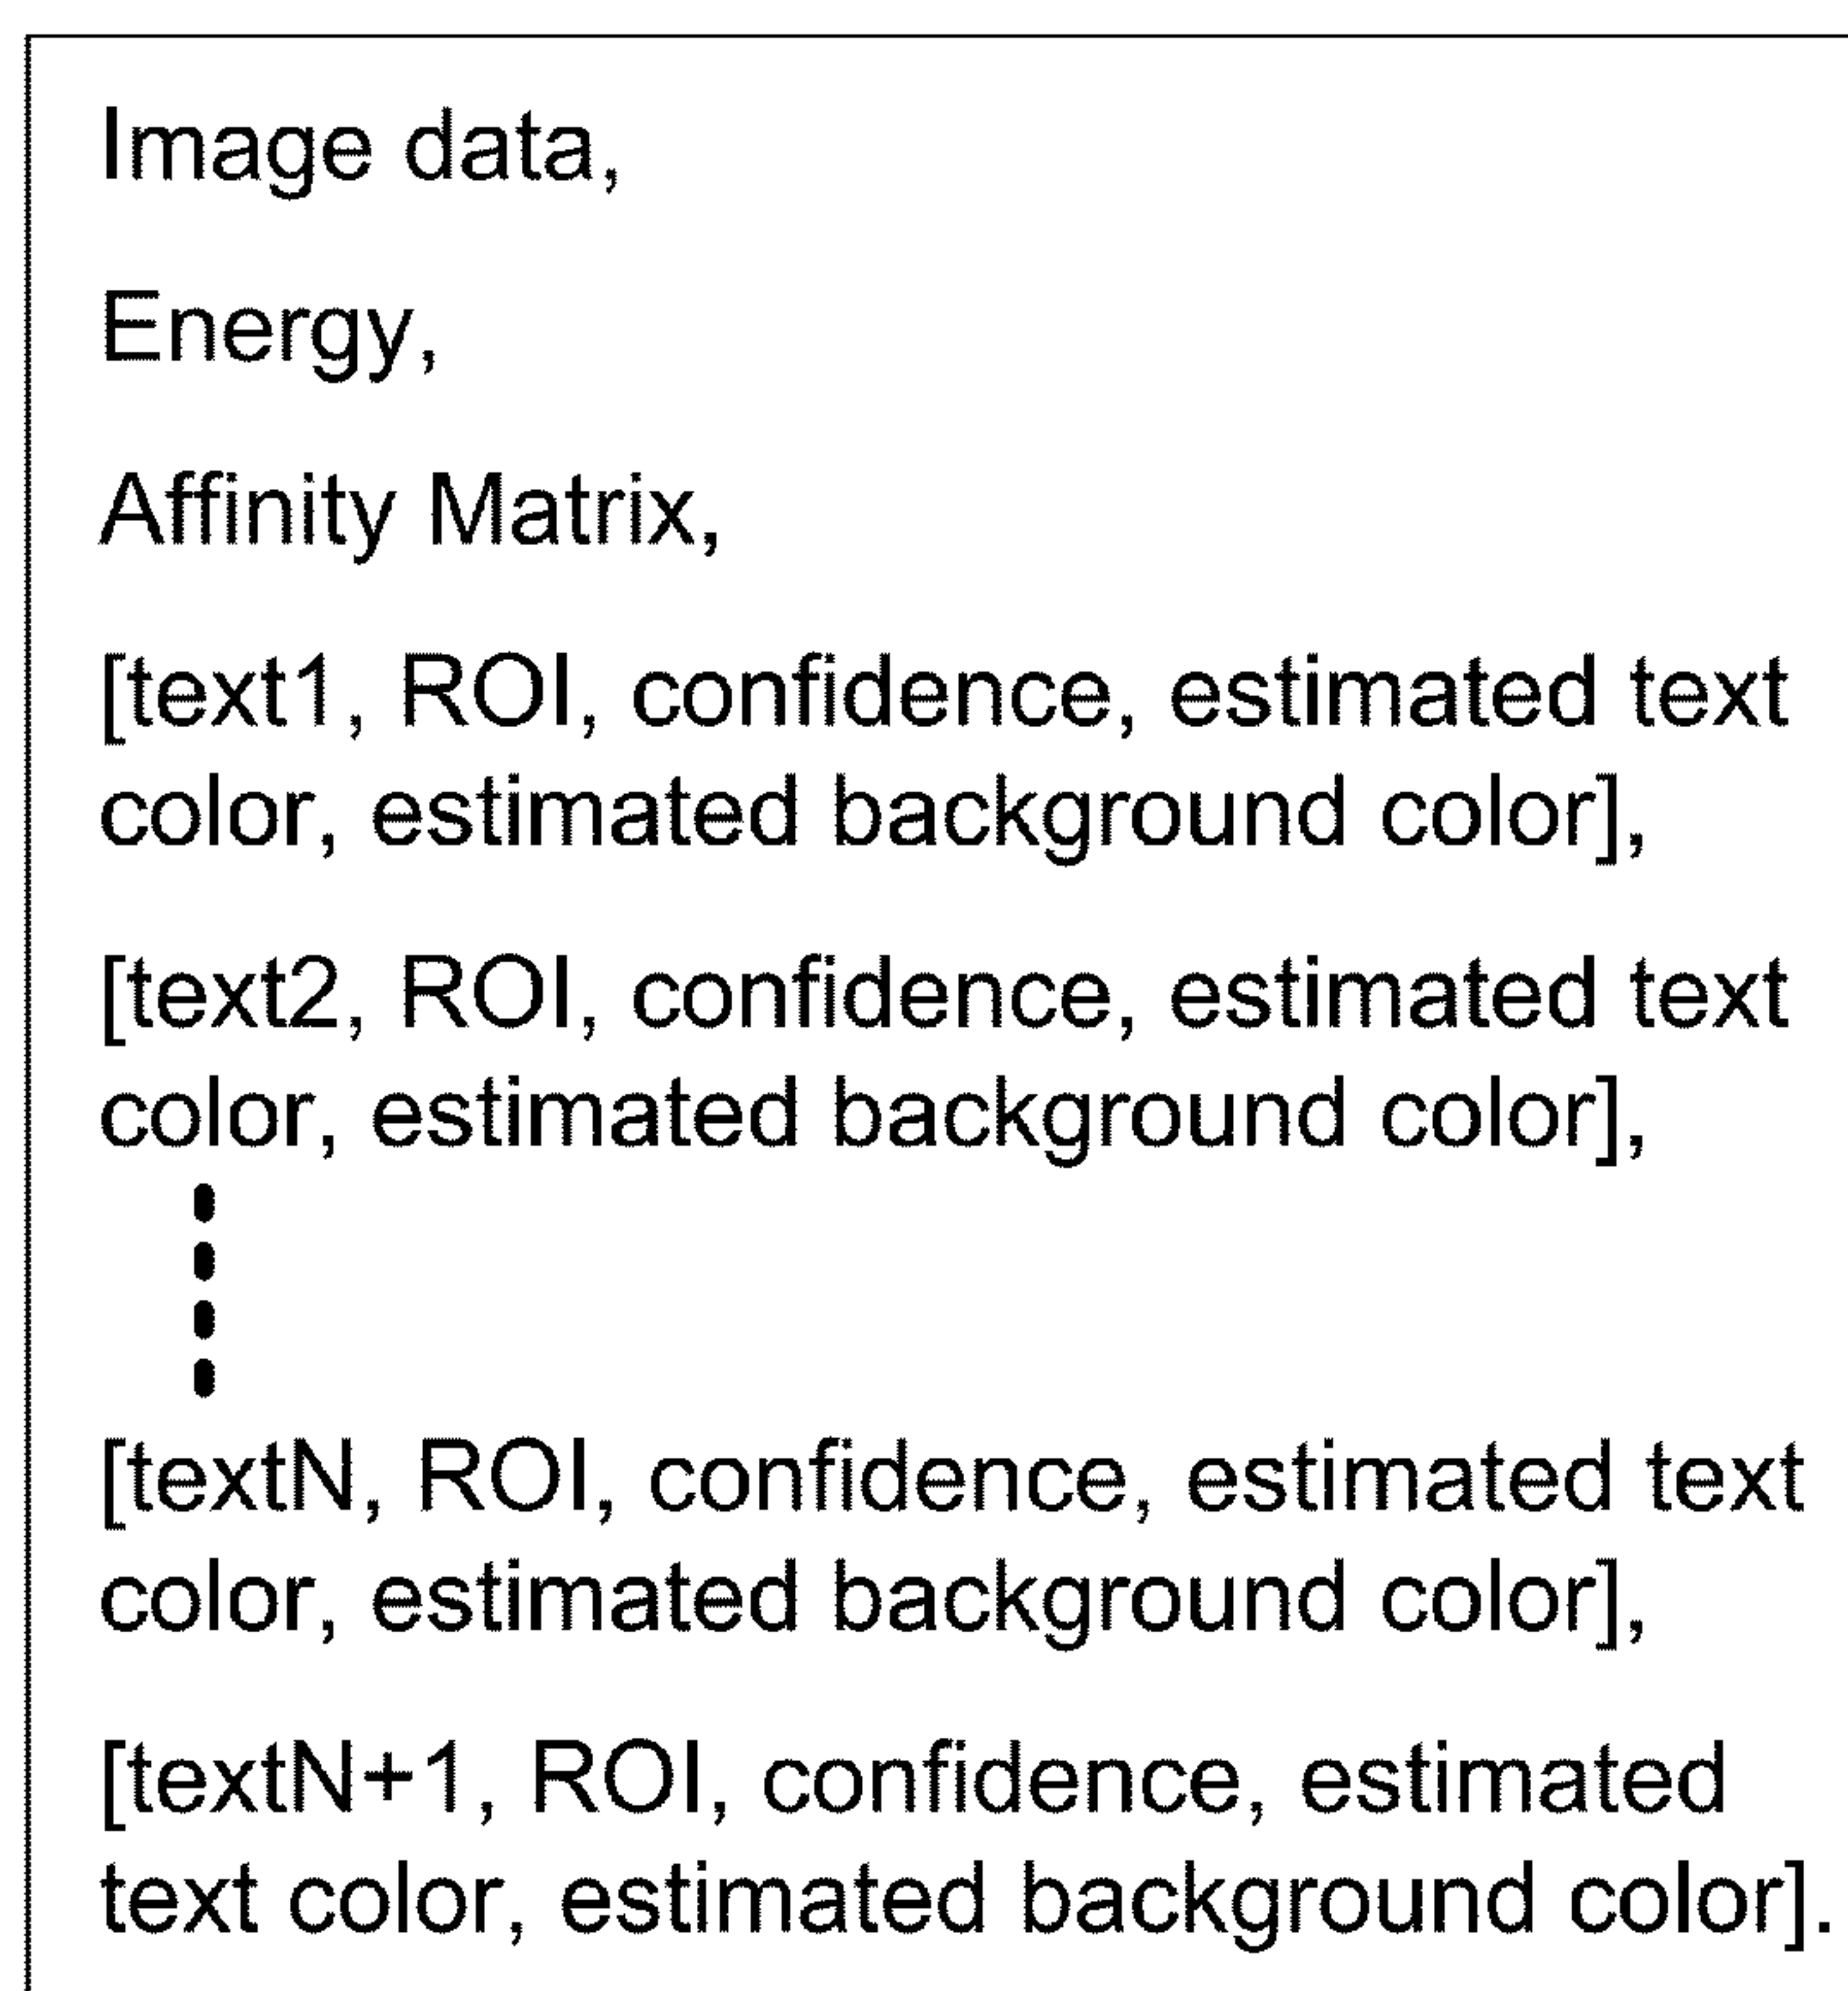 Image data,
Energy,
Affinity Matrix,
[text1, ROI, confidence, estimated text
color, estimated background color],
[text2, ROI, confidence, estimated text
color, estimated background color],
[textN, ROI, confidence, estimated text
color, estimated background color],
[textN+1, ROI, confidence, estimated
text color, estimated background color].